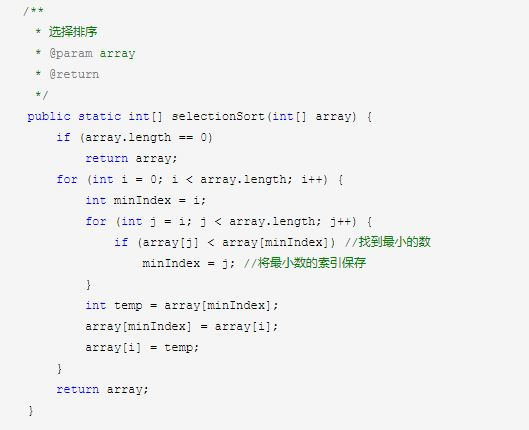 /**
 * 选择排序
 * @param array
 * @return
 */
public static int[] selectionSort(int[] array) {
    if (array.length == 0)
        return array;
    for (int i = 0; i < array.length; i++) {
        int minIndex = i;
        for (int j = i; j < array.length; j++) {
            if (array[j] < array[minIndex]) //找到最小的数
                minIndex = j; //将最小数的索引保存
        }
        int temp = array[minIndex];
        array[minIndex] = array[i];
        array[i] = temp;
    }
    return array;
}